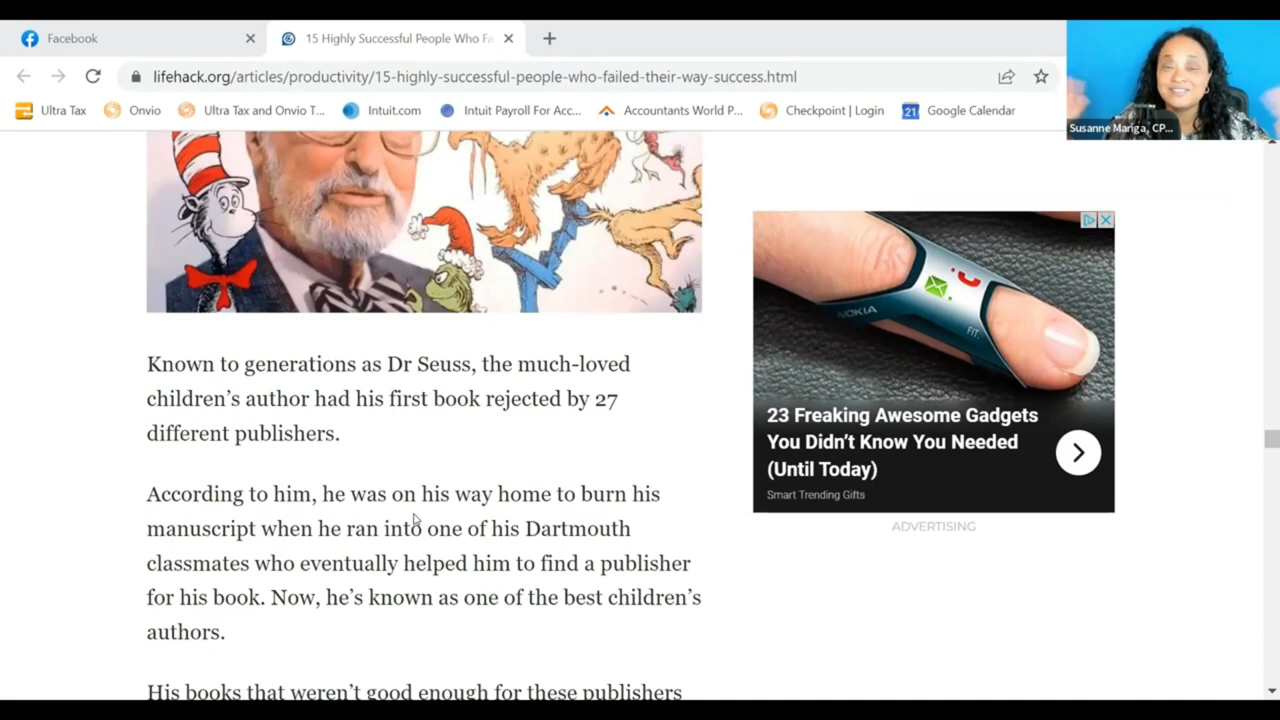 Facebook
15 Highly Successful People Who Fa
lifehack.org/articles/productivity/15-highly-successful-people-who-failed-their-way-success.html
Ultra Tax
Onvio
Ultra Tax and Onvio T...
Intuit.com
Intuit Payroll For Acc...
Accountants World P...
Checkpoint | Login
21
Google Calendar
Susanne Mariga, CP...
NOKIA
FIT.
23 Freaking Awesome Gadgets
You Didn't Know You Needed
(Until Today)
Smart Trending Gifts
ADVERTISING
Known to generations as Dr Seuss, the much-loved
children's author had his first book rejected by 27
different publishers.
According to him, he was on his way home to burn his
manuscript when he ran into one of his Dartmouth
classmates who eventually helped him to find a publisher
for his book. Now, he's known as one of the best children's
authors.
His books that weren't good enough for these publishers